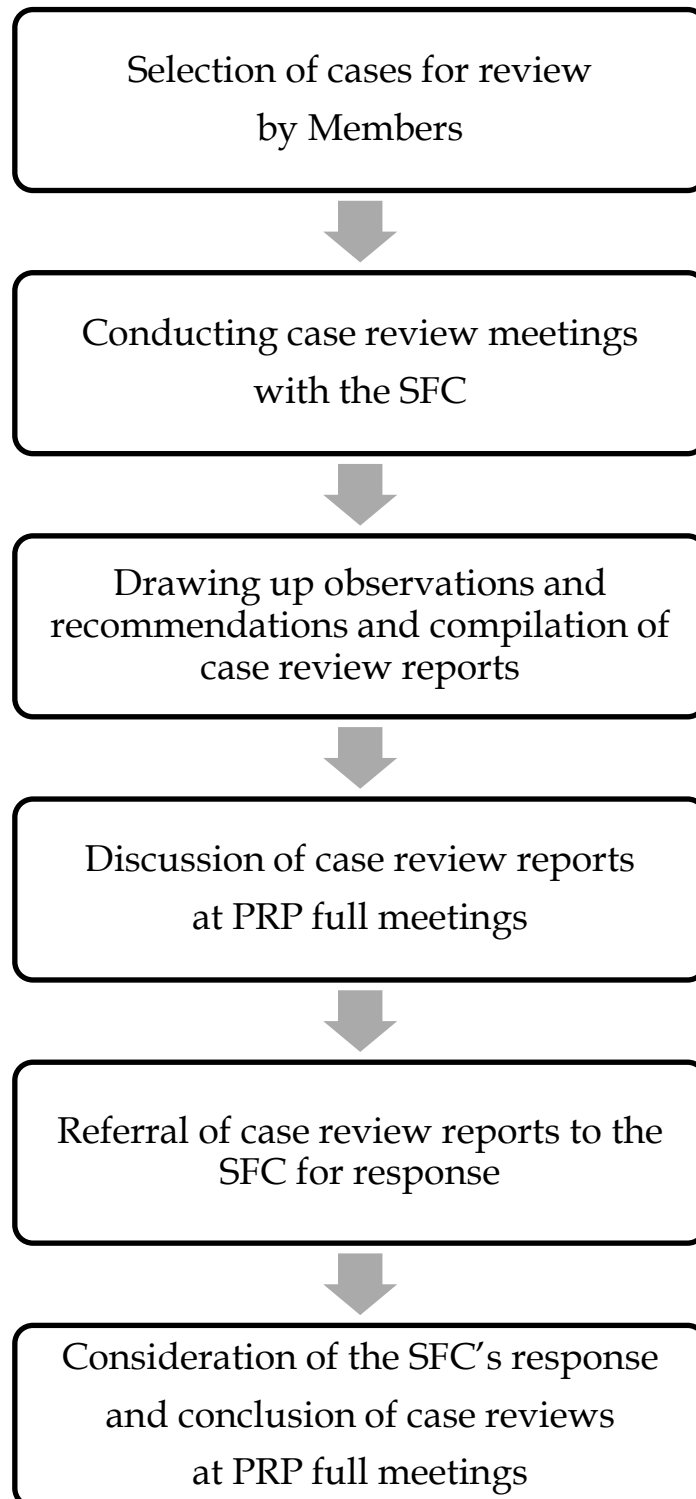 Selection of cases for review
by Members
Conducting case review meetings
with the SFC
Drawing up observations and
recommendations and compilation of
case review reports
Discussion of case review reports
at PRP full meetings
Referral of case review reports to the
SFC for response
Consideration of the SFC’s response
and conclusion of case reviews
at PRP full meetings